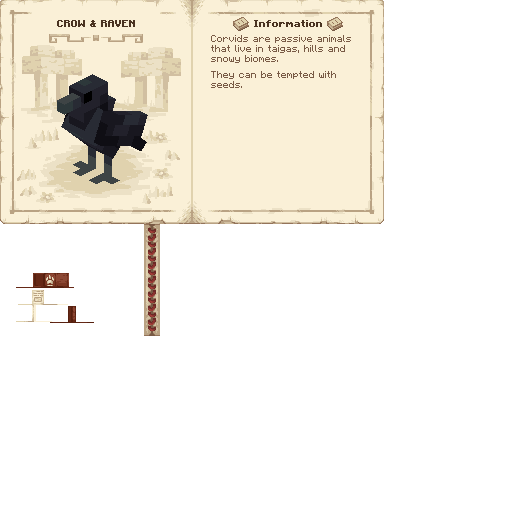 CROW & RAVEN
Information
Corvids are passive animals
that live in taigas, hills and
snowy biomes.
They can be tempted with
seeds.